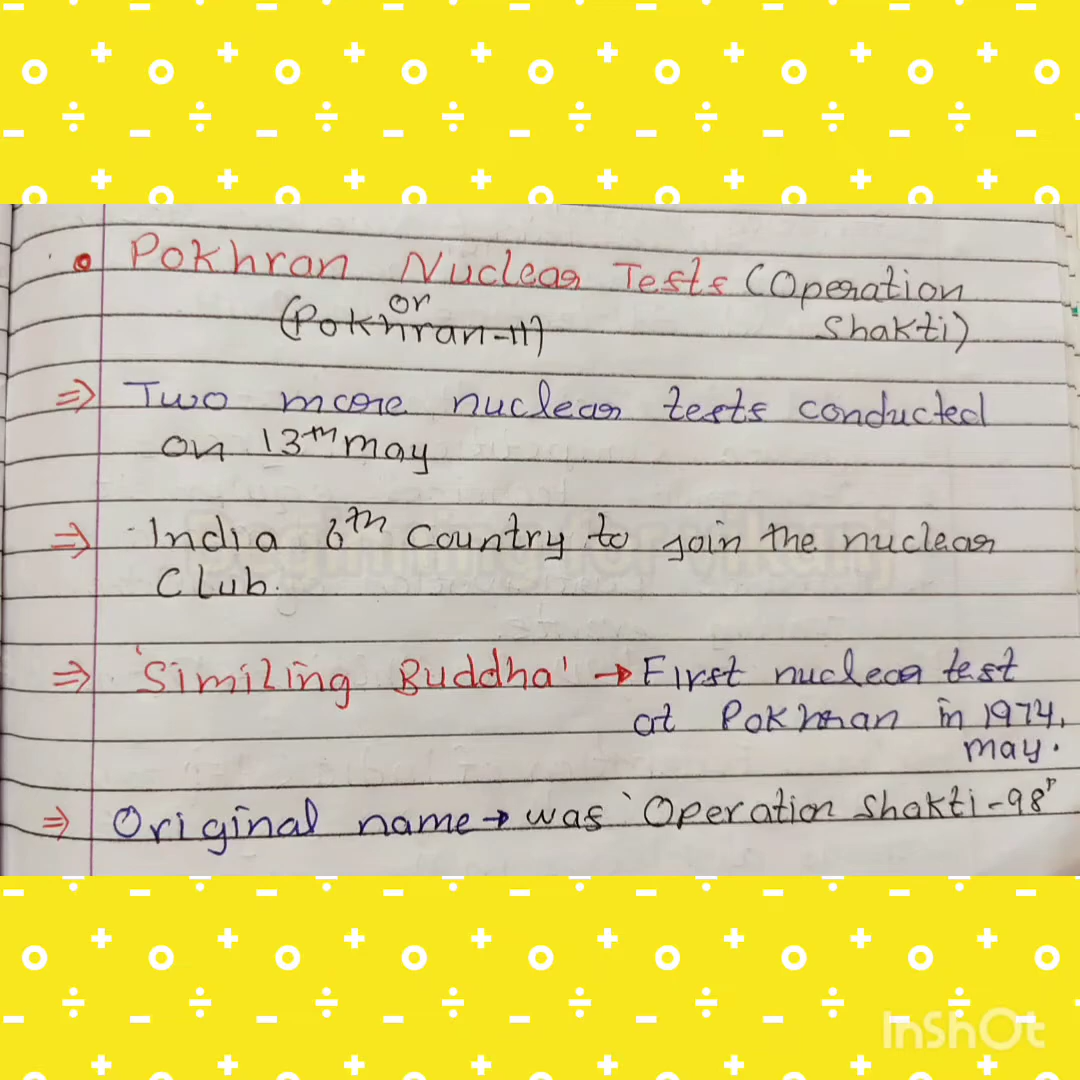 • Pokhran Nuclear Tests (Operation
or
(Pokhran-II) Shakti)
⇒ Two more nuclear tests conducted
on 13th may
⇒ India 6th Country to join the nuclear
Club.
⇒ 'Similing Buddha' → First nuclear test
at Pokhran in 1974,
may.
⇒ Original name → was 'Operation Shakti-98'
InShOt